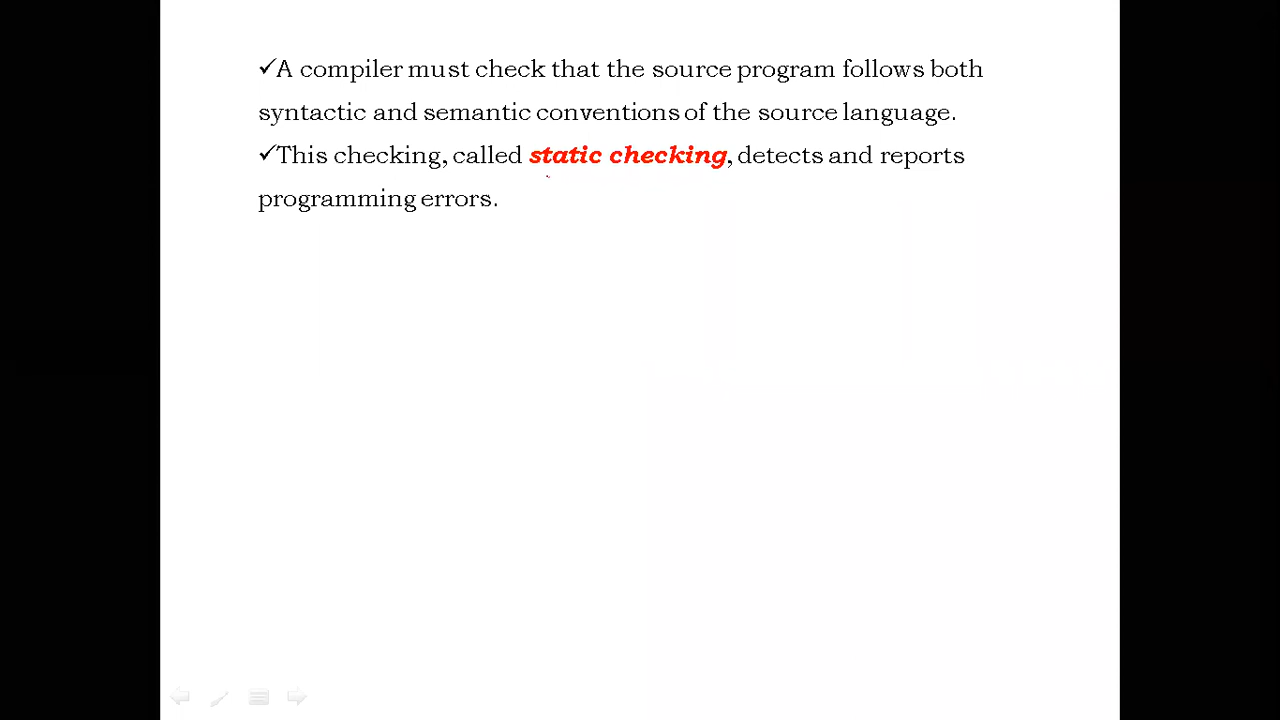 ✓A compiler must check that the source program follows both
syntactic and semantic conventions of the source language.
✓This checking, called static checking, detects and reports
programming errors.